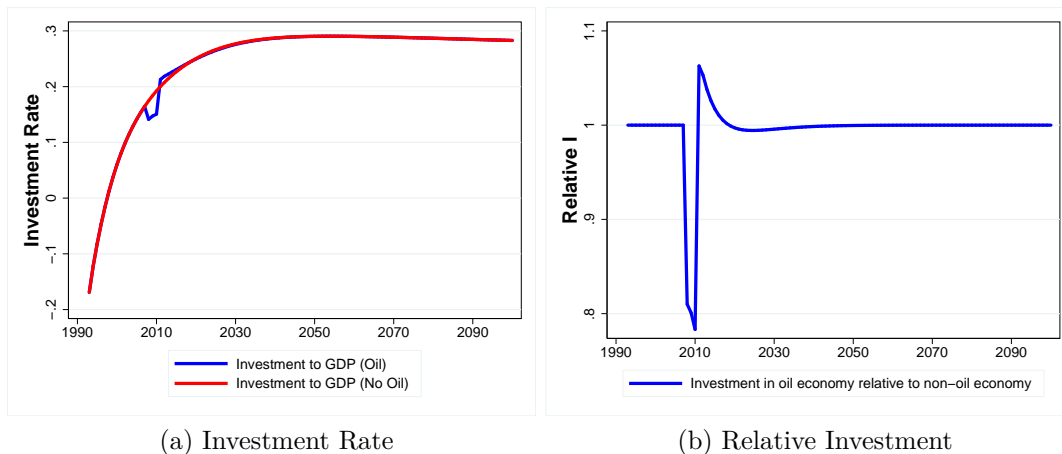 Investment Rate
.3
.2
.1
0
−.1
−.2
1990 2010 2030 2050 2070 2090
Investment to GDP (Oil)
Investment to GDP (No Oil)
(a) Investment Rate
Relative I
1.1
1
.9
.8
1990 2010 2030 2050 2070 2090
Investment in oil economy relative to non−oil economy
(b) Relative Investment